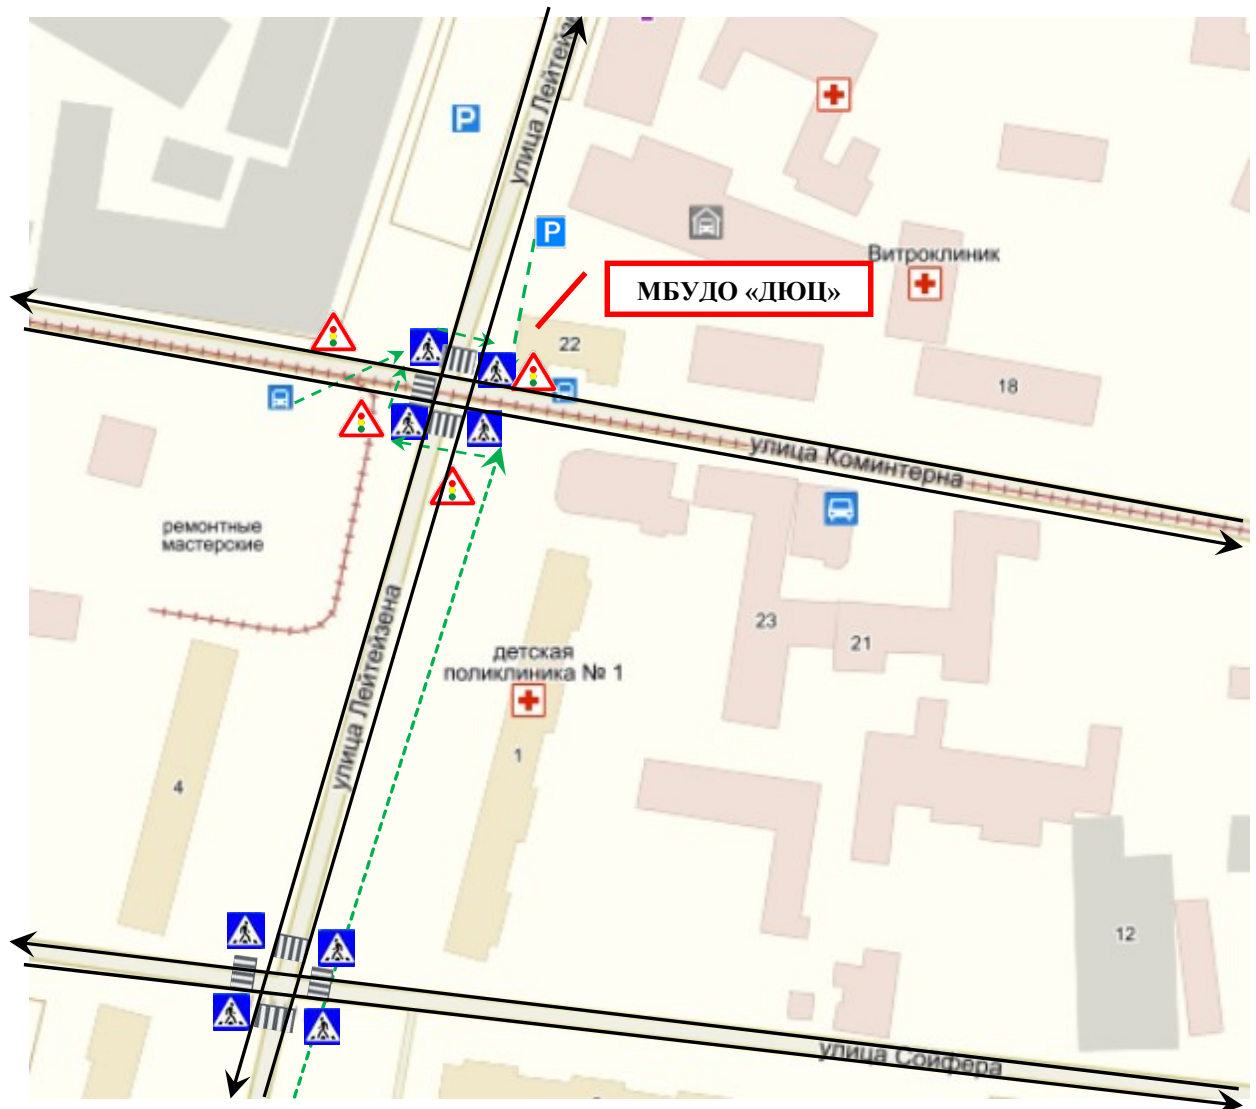 улица Лейтейзе
P
P
Витроклиник
МБУДО «ДЮЦ»
22
18
улица Коминтерна
ремонтные
мастерские
улица Лейтейзена
23
21
детская
поликлиника № 1
1
4
12
улица Сойфера